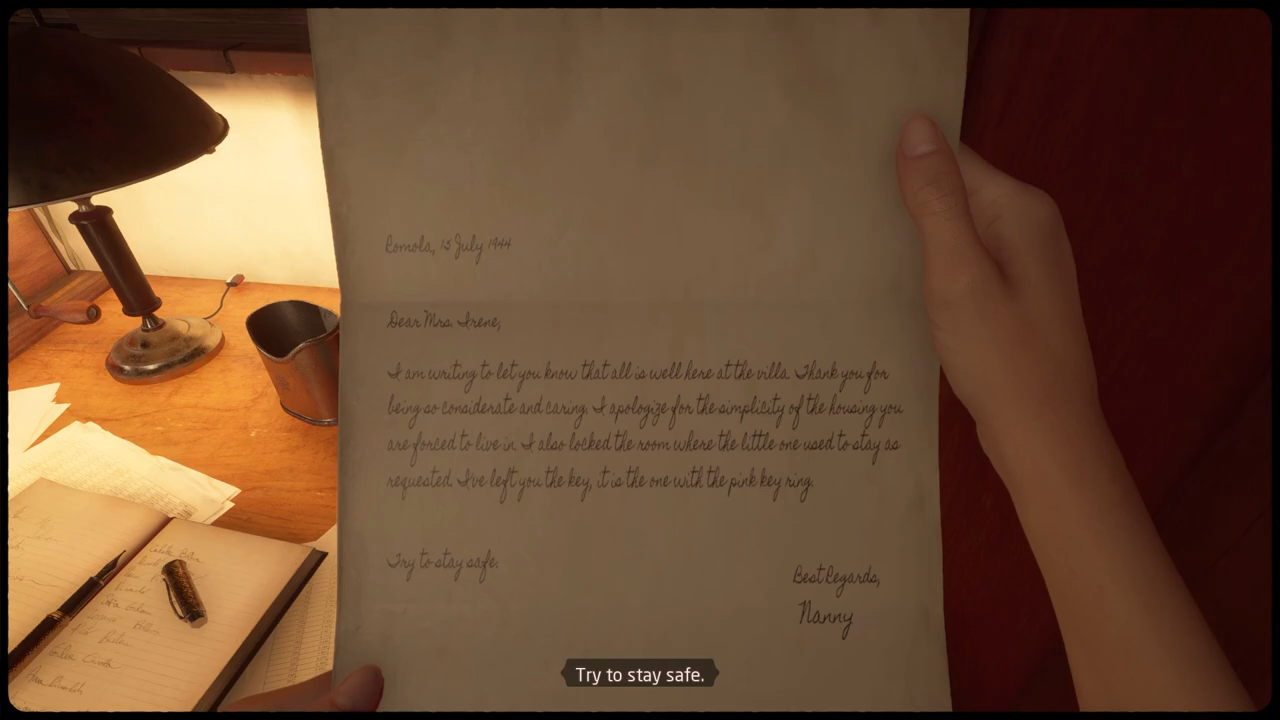 Romola, 15 July 1944
Dear Mrs. Irene,
I am writing to let you know that all is well here at the villa. Thank you for
being so considerate and caring. I apologize for the simplicity of the housing you
are forced to live in. I also locked the room where the little one used to stay as
requested. I've left you the key, it is the one with the pink key ring.
Try to stay safe.
Best Regards,
Nanny
Try to stay safe.